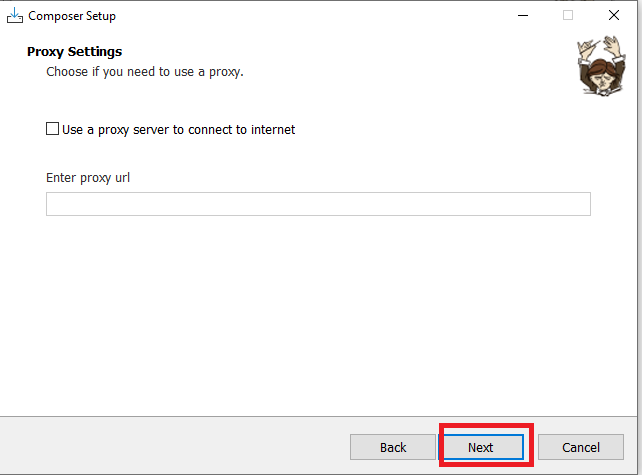 Composer Setup
Proxy Settings
Choose if you need to use a proxy.
Use a proxy server to connect to internet
Enter proxy url
Back Next Cancel